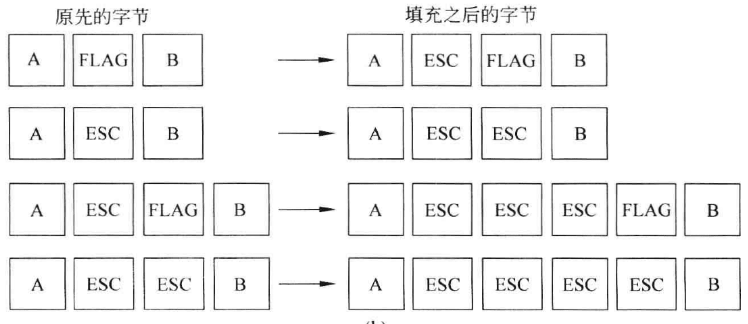 原先的字节 填充之后的字节
A FLAG B A ESC FLAG B
A ESC B A ESC ESC B
A ESC FLAG B A ESC ESC ESC FLAG B
A ESC ESC B A ESC ESC ESC ESC B